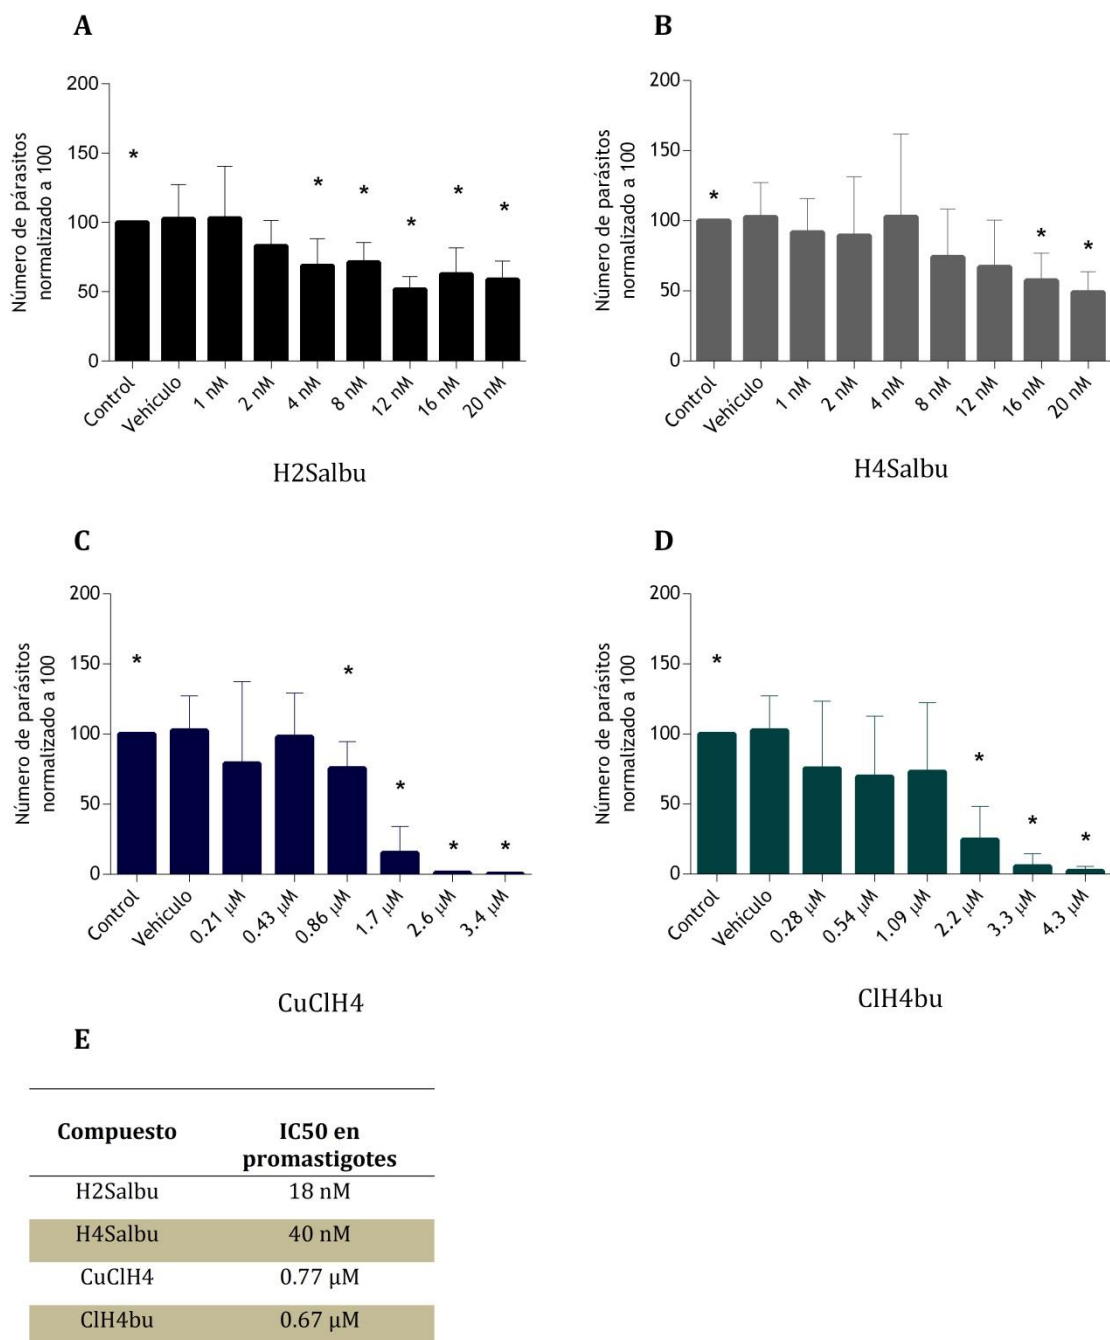 A
Número de párasitos
normalizado a 100
200
150
100
50
0
*
*
*
*
*
*
Control
Vehículo
1 nM
2 nM
4 nM
8 nM
12 nM
16 nM
20 nM
H2Salbu
B
Número de parásitos
normalizado a 100
200
150
100
50
0
*
*
*
Control
Vehículo
1 nM
2 nM
4 nM
8 nM
12 nM
16 nM
20 nM
H4Salbu
C
Número de parásitos
normalizado a 100
200
150
100
50
0
*
*
*
*
*
Control
Vehículo
0.21 µM
0.43 µM
0.86 µM
1.7 µM
2.6 µM
3.4 µM
CuClH4
D
Número de parásitos
normalizado a 100
200
150
100
50
0
*
*
*
*
Control
Vehículo
0.28 µM
0.54 µM
1.09 µM
2.2 µM
3.3 µM
4.3 µM
ClH4bu
E
Compuesto IC50 en
promastigotes
H2Salbu 18 nM
H4Salbu 40 nM
CuClH4 0.77 µM
ClH4bu 0.67 µM